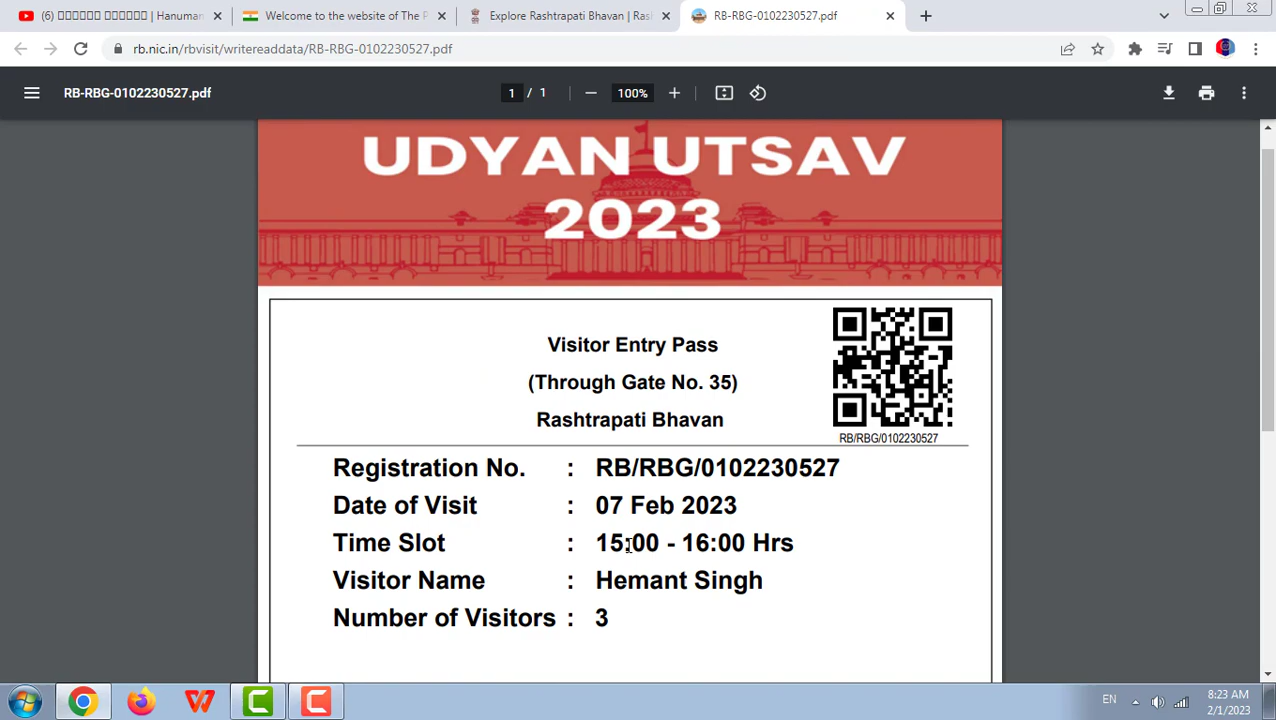 (6) हनुमान चालीसा | Hanuman
Welcome to the website of The P
Explore Rashtrapati Bhavan | Ras
RB-RBG-0102230527.pdf
rb.nic.in/rbvisit/writereaddata/RB-RBG-0102230527.pdf
RB-RBG-0102230527.pdf
1 / 1
100%
UDYAN UTSAV
2023
Visitor Entry Pass
(Through Gate No. 35)
Rashtrapati Bhavan
RB/RBG/0102230527
Registration No. : RB/RBG/0102230527
Date of Visit : 07 Feb 2023
Time Slot : 15:00 - 16:00 Hrs
Visitor Name : Hemant Singh
Number of Visitors : 3
EN
8:23 AM
2/1/2023